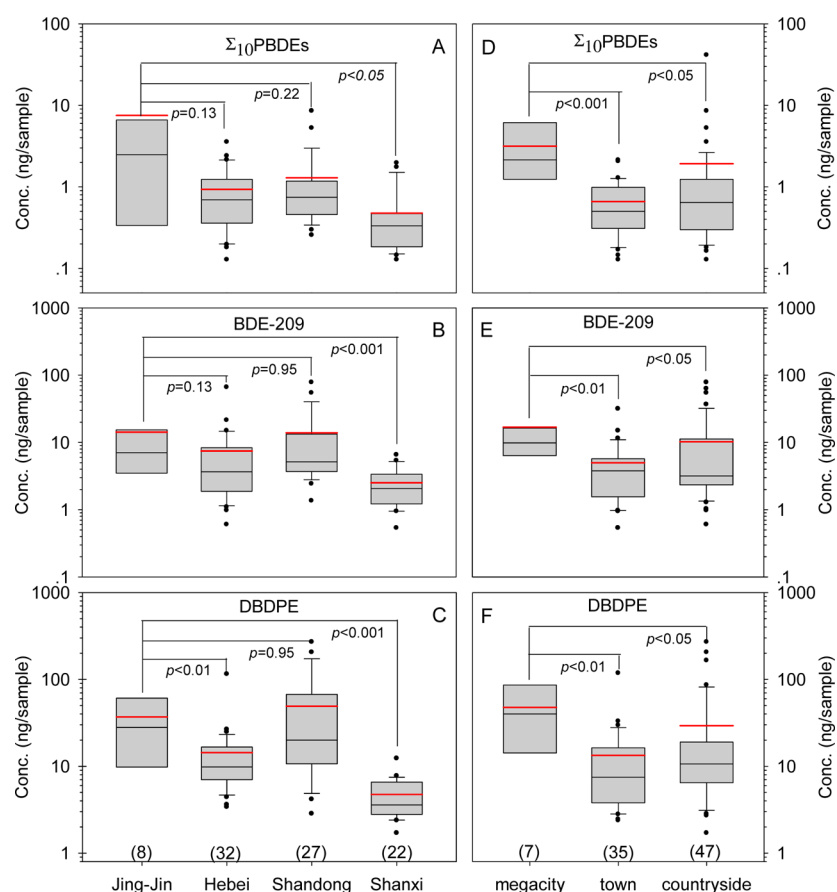 Σ10PBDEs
A
p<0.05
p=0.22
p=0.13
100
10
1
.1
Conc. (ng/sample)
D
Σ10PBDEs
p<0.05
p<0.001
100
10
1
.1
Conc. (ng/sample)
BDE-209
B
p<0.001
p=0.95
p=0.13
1000
100
10
1
.1
Conc. (ng/sample)
E
BDE-209
p<0.05
p<0.01
1000
100
10
1
.1
Conc. (ng/sample)
DBDPE
C
p<0.001
p=0.95
p<0.01
1000
100
10
1
Conc. (ng/sample)
(8) (32) (27) (22)
Jing-Jin Hebei Shandong Shanxi
F
DBDPE
p<0.05
p<0.01
1000
100
10
1
Conc. (ng/sample)
(7) (35) (47)
megacity town countryside